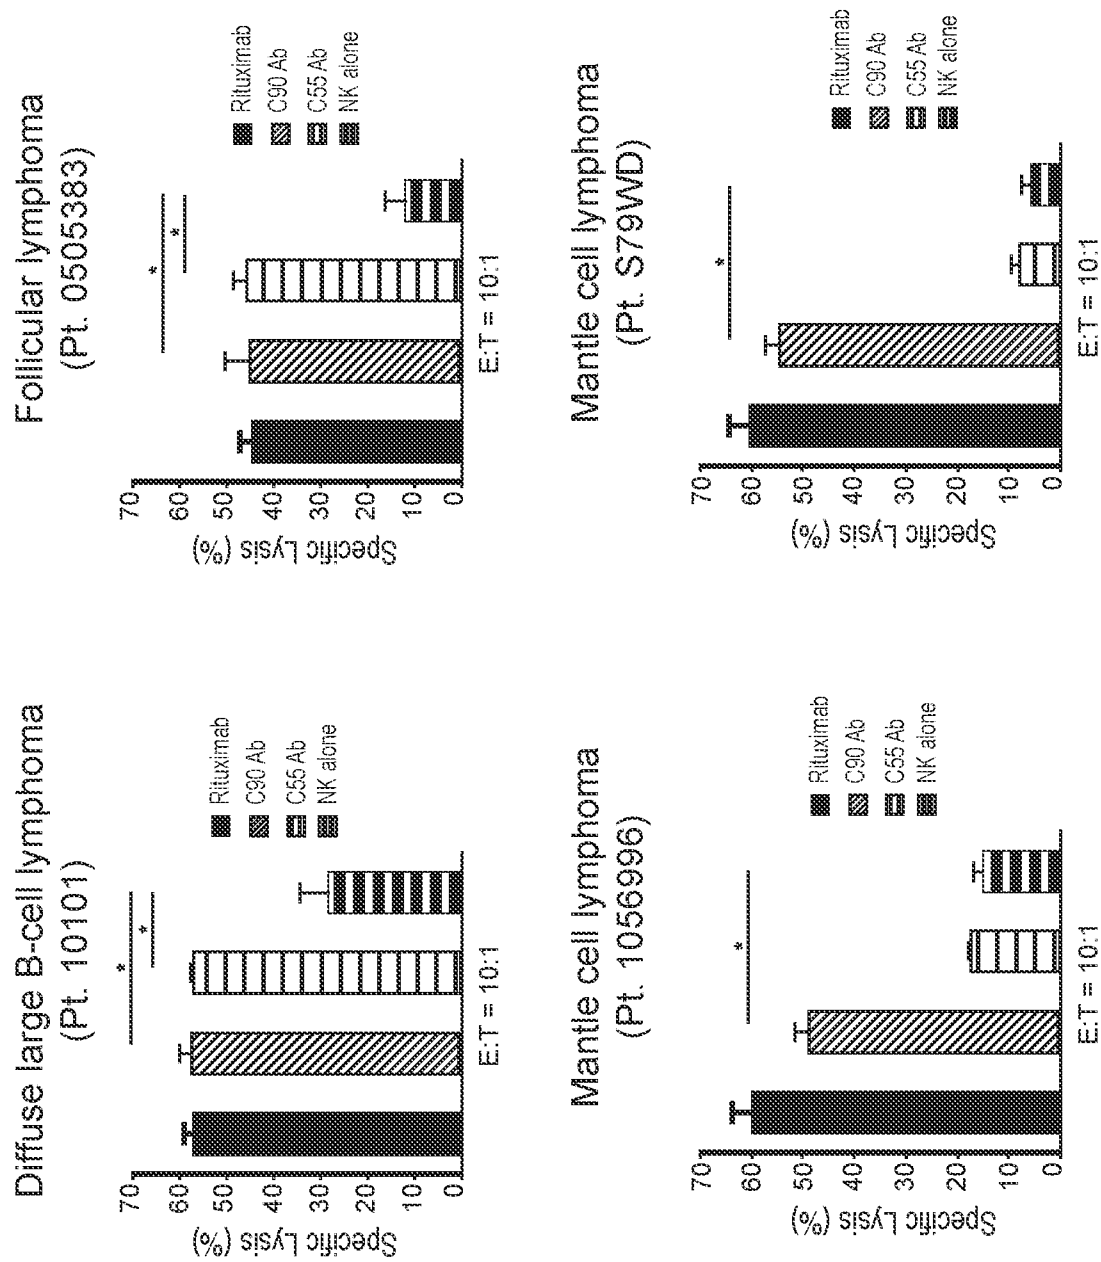 Diffuse large B-cell lymphoma
(Pt. 10101)
Specific Lysis (%)
70
60
50
40
30
20
10
0
*
*
E:T = 10:1
Rituximab
C90 Ab
C55 Ab
NK alone
Follicular lymphoma
(Pt. 0505383)
Specific Lysis (%)
70
60
50
40
30
20
10
0
*
*
E:T = 10:1
Rituximab
C90 Ab
C55 Ab
NK alone
Mantle cell lymphoma
(Pt. 1056996)
Specific Lysis (%)
70
60
50
40
30
20
10
0
*
E:T = 10:1
Rituximab
C90 Ab
C55 Ab
NK alone
Mantle cell lymphoma
(Pt. S79WD)
Specific Lysis (%)
70
60
50
40
30
20
10
0
*
E:T = 10:1
Rituximab
C90 Ab
C55 Ab
NK alone